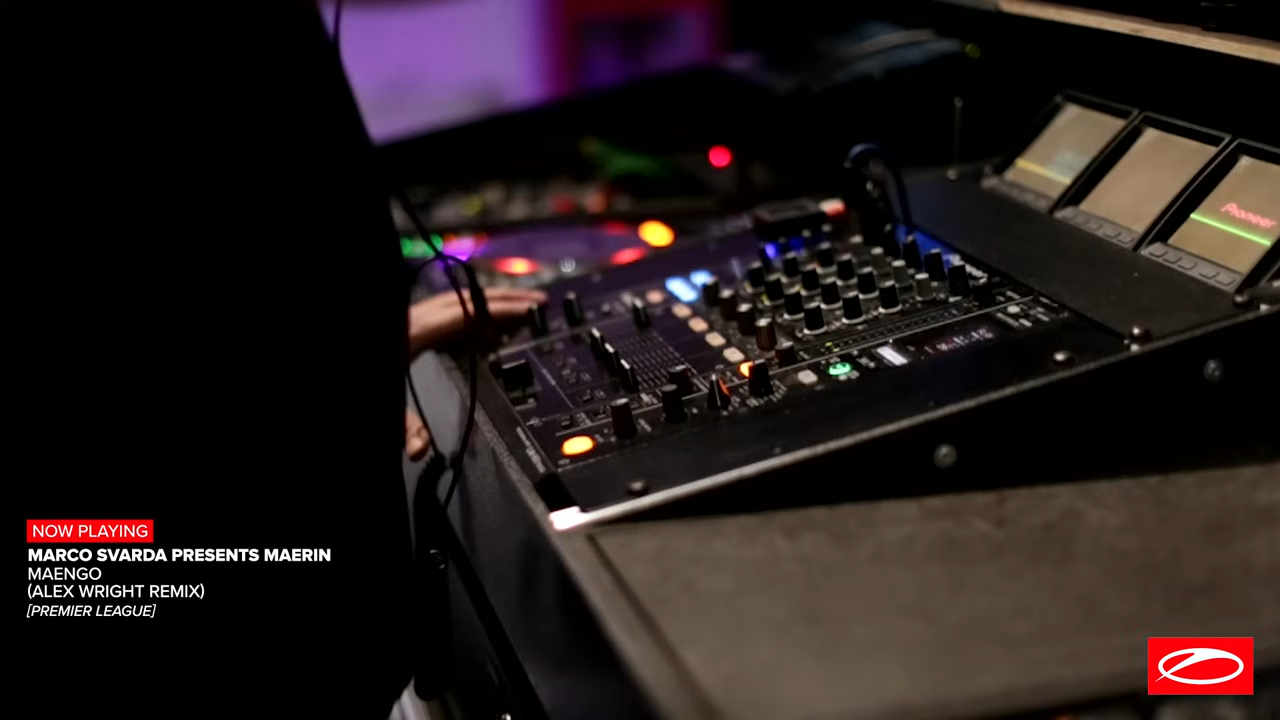 Pioneer
NOW PLAYING
MARCO SVARDA PRESENTS MAERIN
MAENGO
(ALEX WRIGHT REMIX)
[PREMIER LEAGUE]